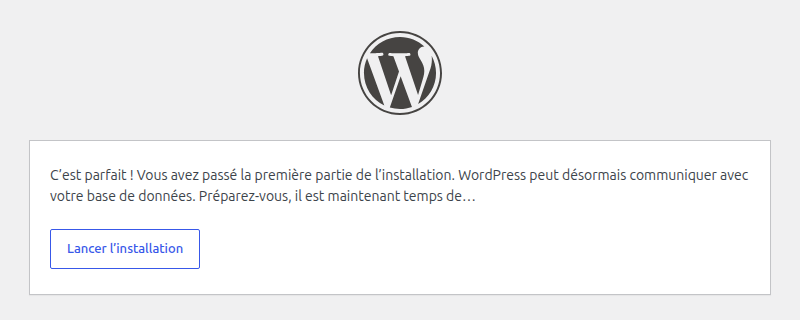 C’est parfait ! Vous avez passé la première partie de l’installation. WordPress peut désormais communiquer avec
votre base de données. Préparez-vous, il est maintenant temps de…
Lancer l’installation